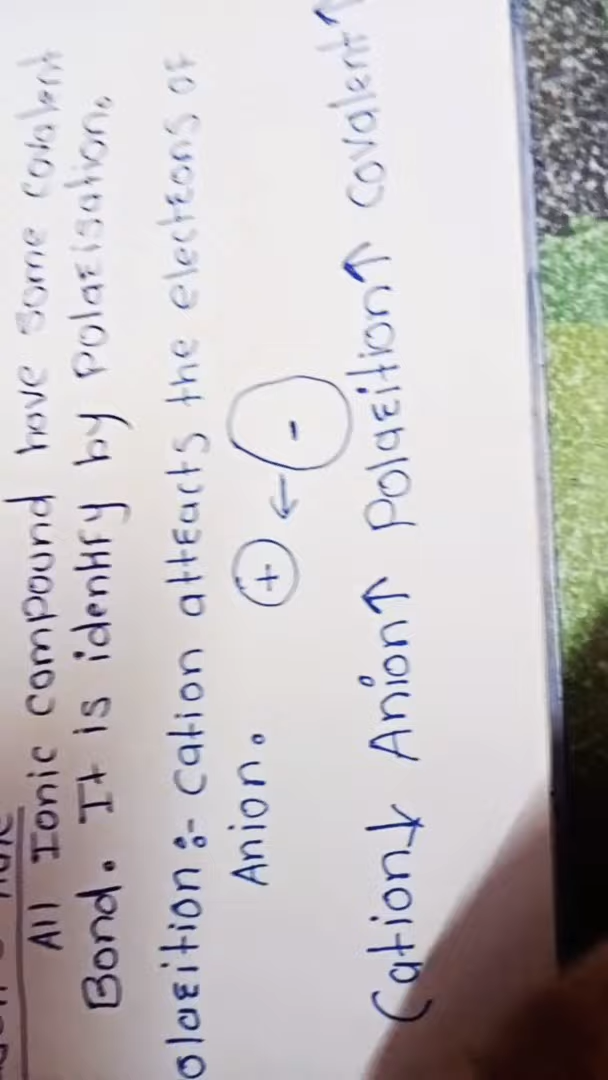 All Ionic compound have some covalent
Bond. It is identify by polarisation.
olarition :- cation attracts the electrons of
Anion.
+ ← -
Cation↓ Anion↑ Polarition↑ covalent↑